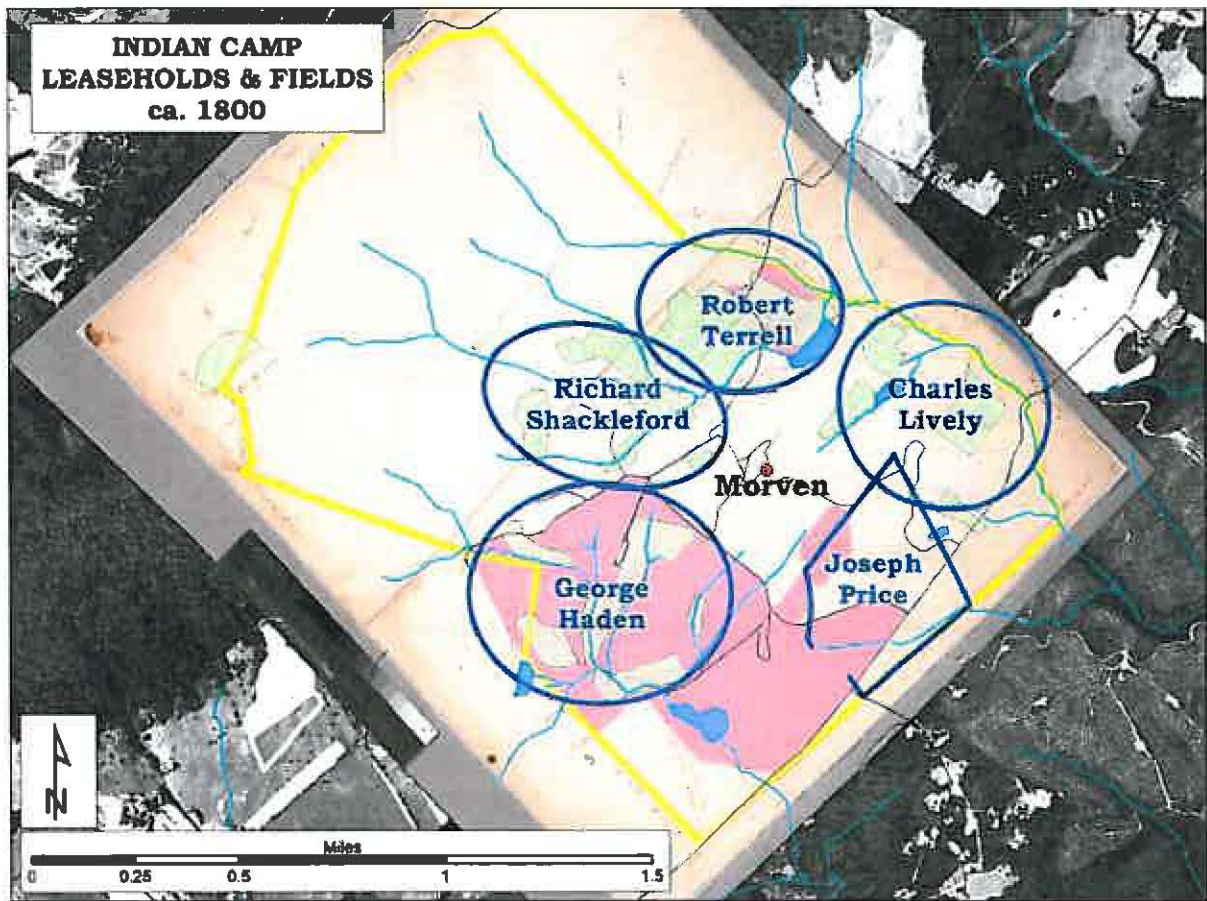 INDIAN CAMP
LEASEHOLDS & FIELDS
ca. 1800
Robert
Terrell
Richard
Shackleford
Charles
Lively
Morven
Joseph
Price
George
Haden
N
Miles
0 0.25 0.5 1 1.5